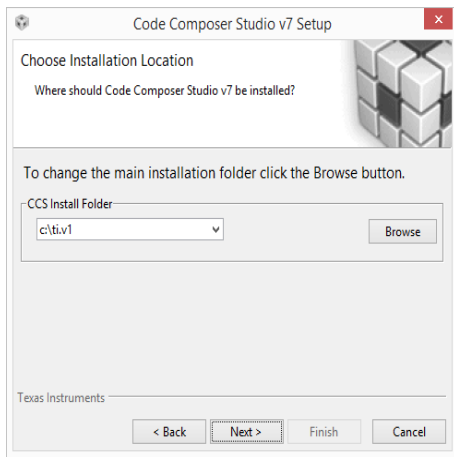 Code Composer Studio v7 Setup
x
Choose Installation Location
Where should Code Composer Studio v7 be installed?
To change the main installation folder click the Browse button.
CCS Install Folder
c:\ti.v1
Browse
Texas Instruments
< Back Next > Finish Cancel